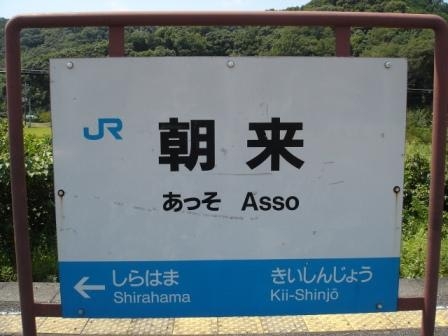 JR
朝来
あっそ Asso
しらはま きいしんじょう
Shirahama Kii-Shinjō